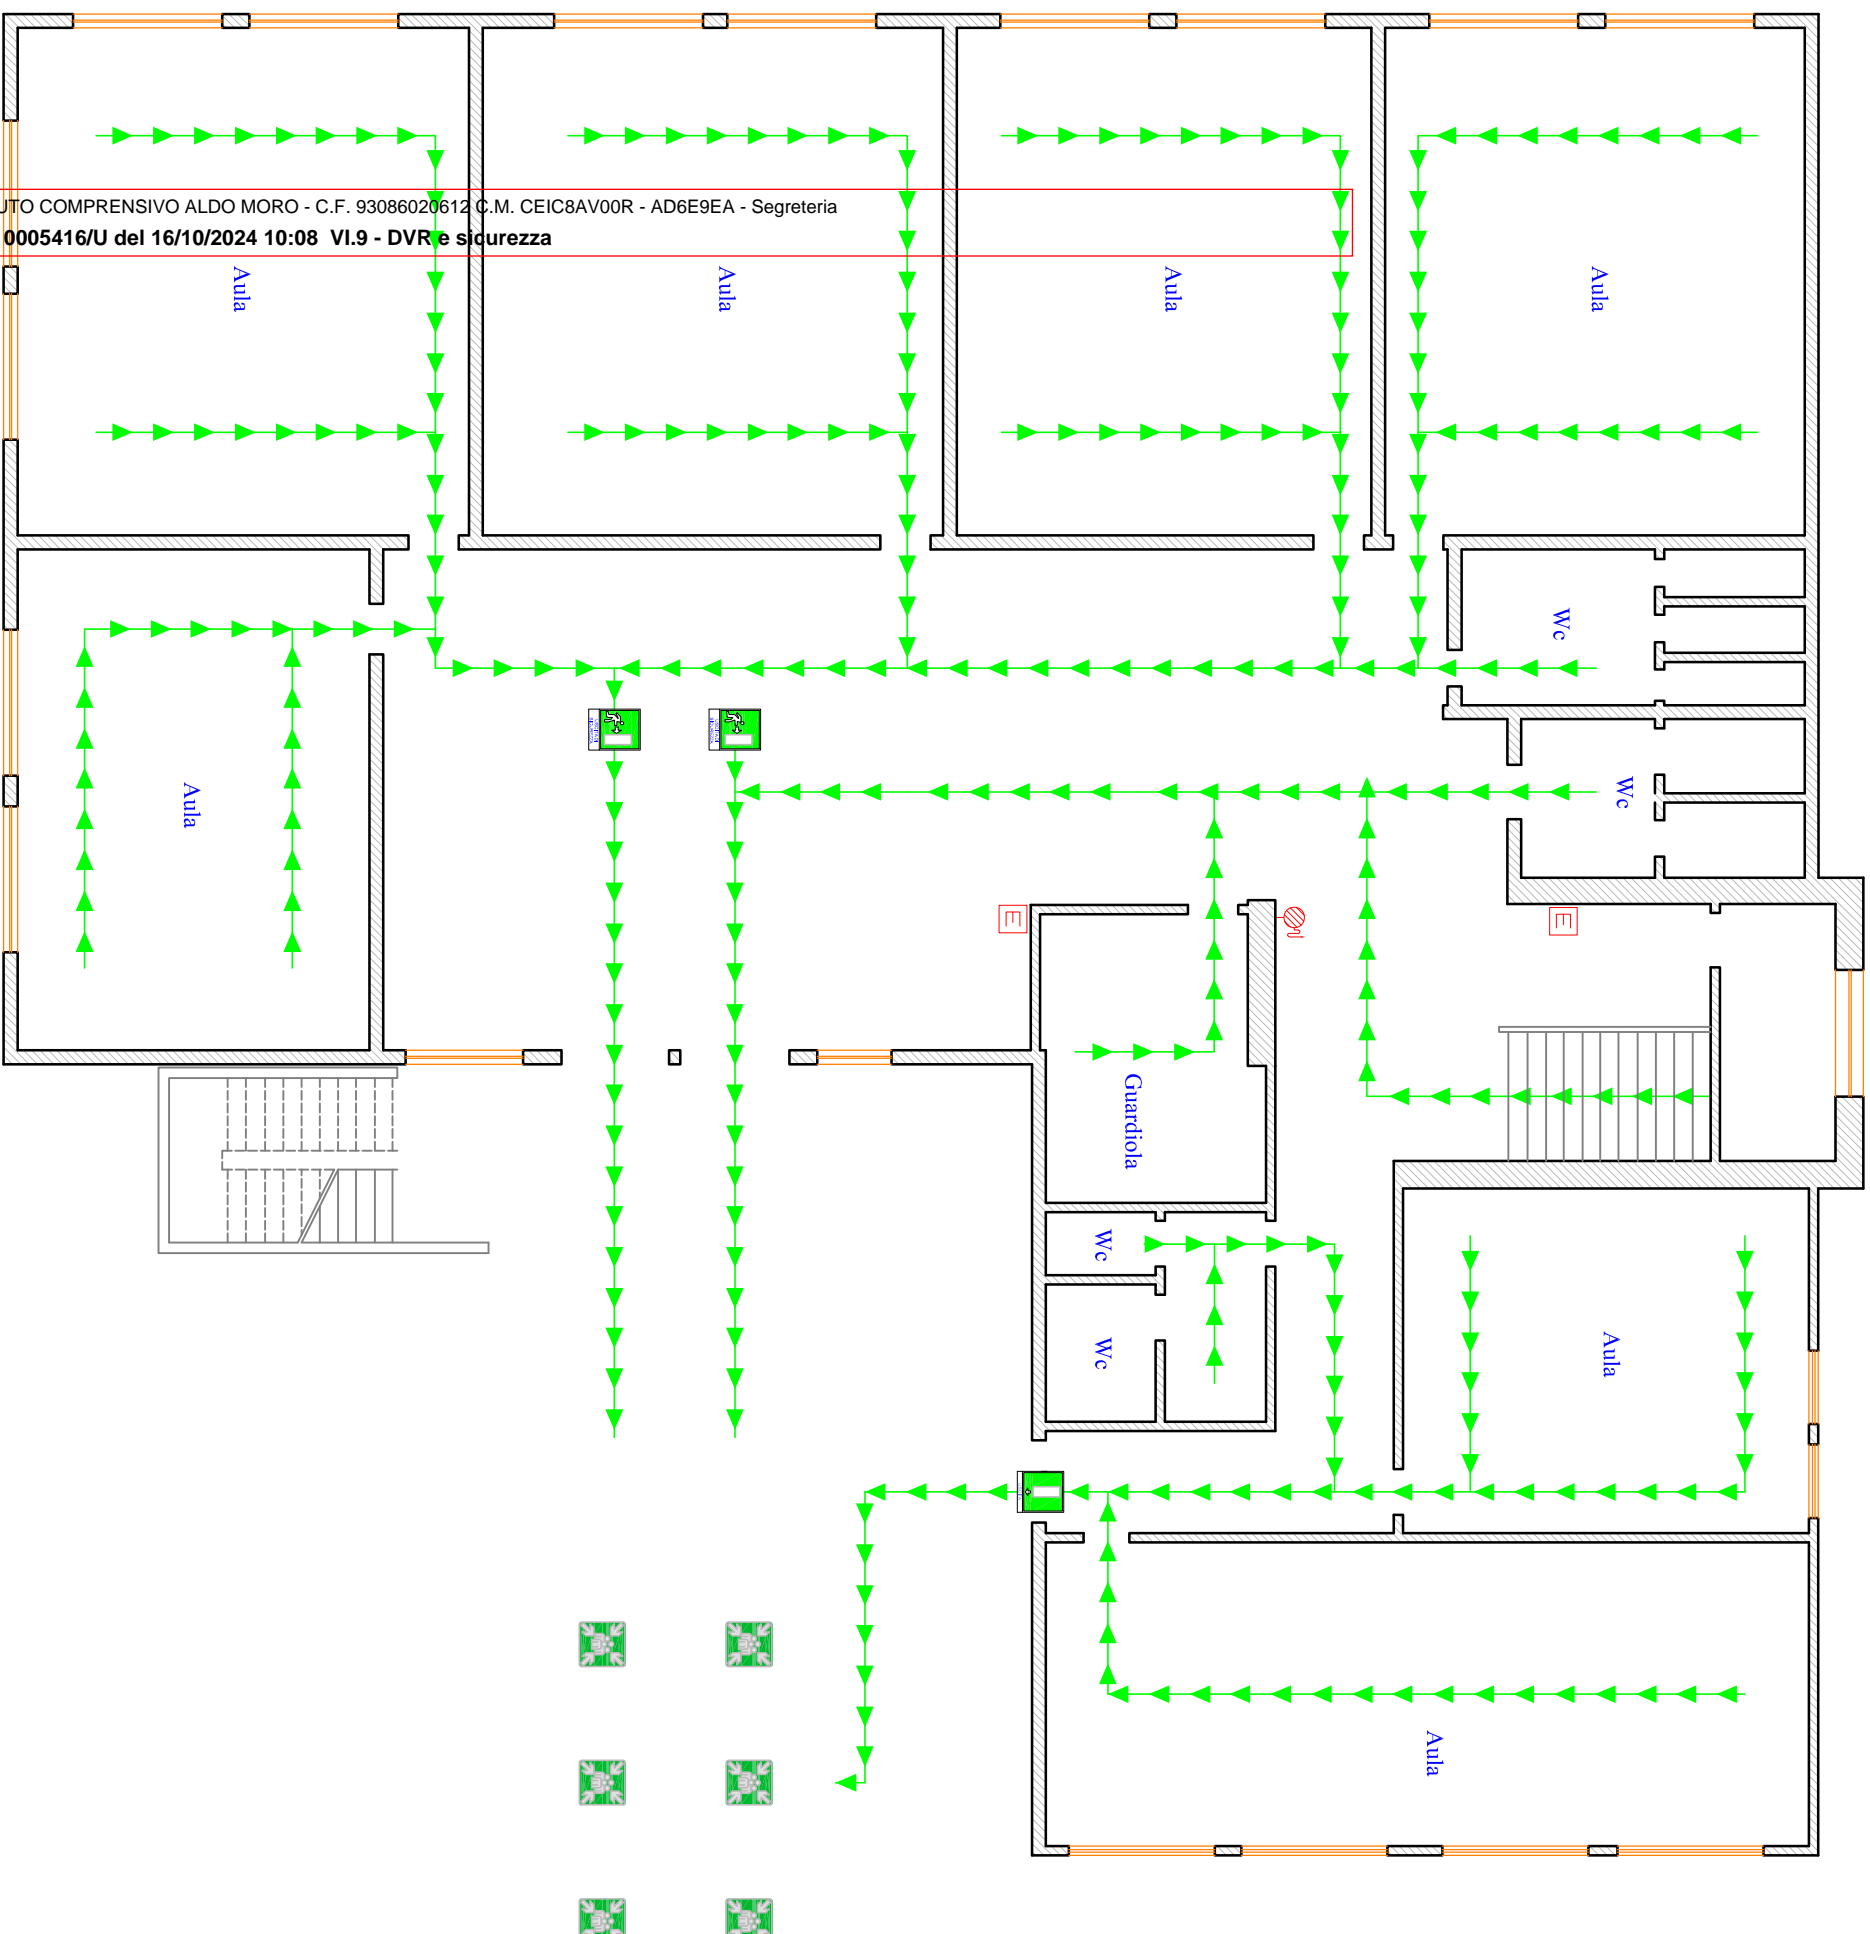 UTO COMPRENSIVO ALDO MORO - C.F. 93086020612 C.M. CEIC8AV00R - AD6E9EA - Segreteria
0005416/U del 16/10/2024 10:08 VI.9 - DVR e sicurezza
Aula
Aula
Aula
Aula
Wc
Wc
Aula
E
E
Guardiola
Wc
Wc
Aula
Aula